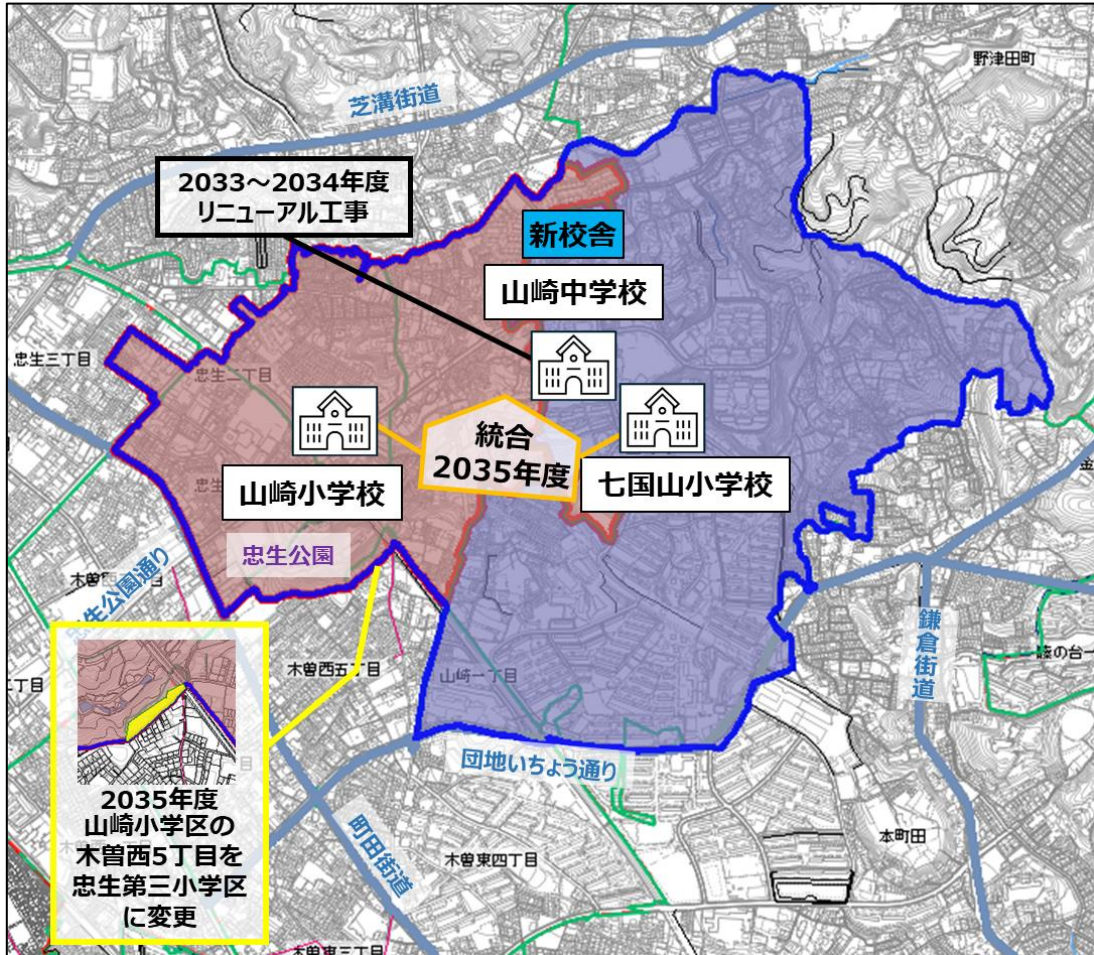 野津田町
芝溝街道
2033～2034年度
リニューアル工事
新校舎
山崎中学校
忠生三丁目
忠生二丁目
統合
2035年度
山崎小学校
七国山小学校
忠生公園
木曽西五丁目
山崎一丁目
鎌倉街道
団地いちょう通り
町田街道
本町田
木曽東四丁目
木曽東三丁目
2035年度
山崎小学区の
木曽西5丁目を
忠生第三小学区
に変更